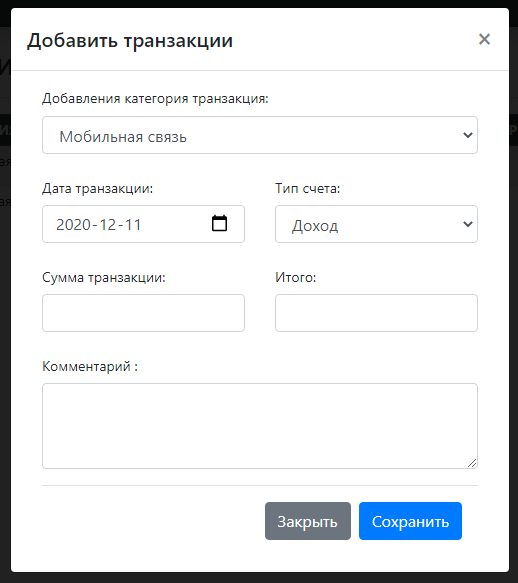 Добавить транзакции ×
Добавления категория транзакция:
Мобильная связь
Дата транзакции: Тип счета:
2020-12-11 Доход
Сумма транзакции: Итого:
Комментарий :
Закрыть Сохранить